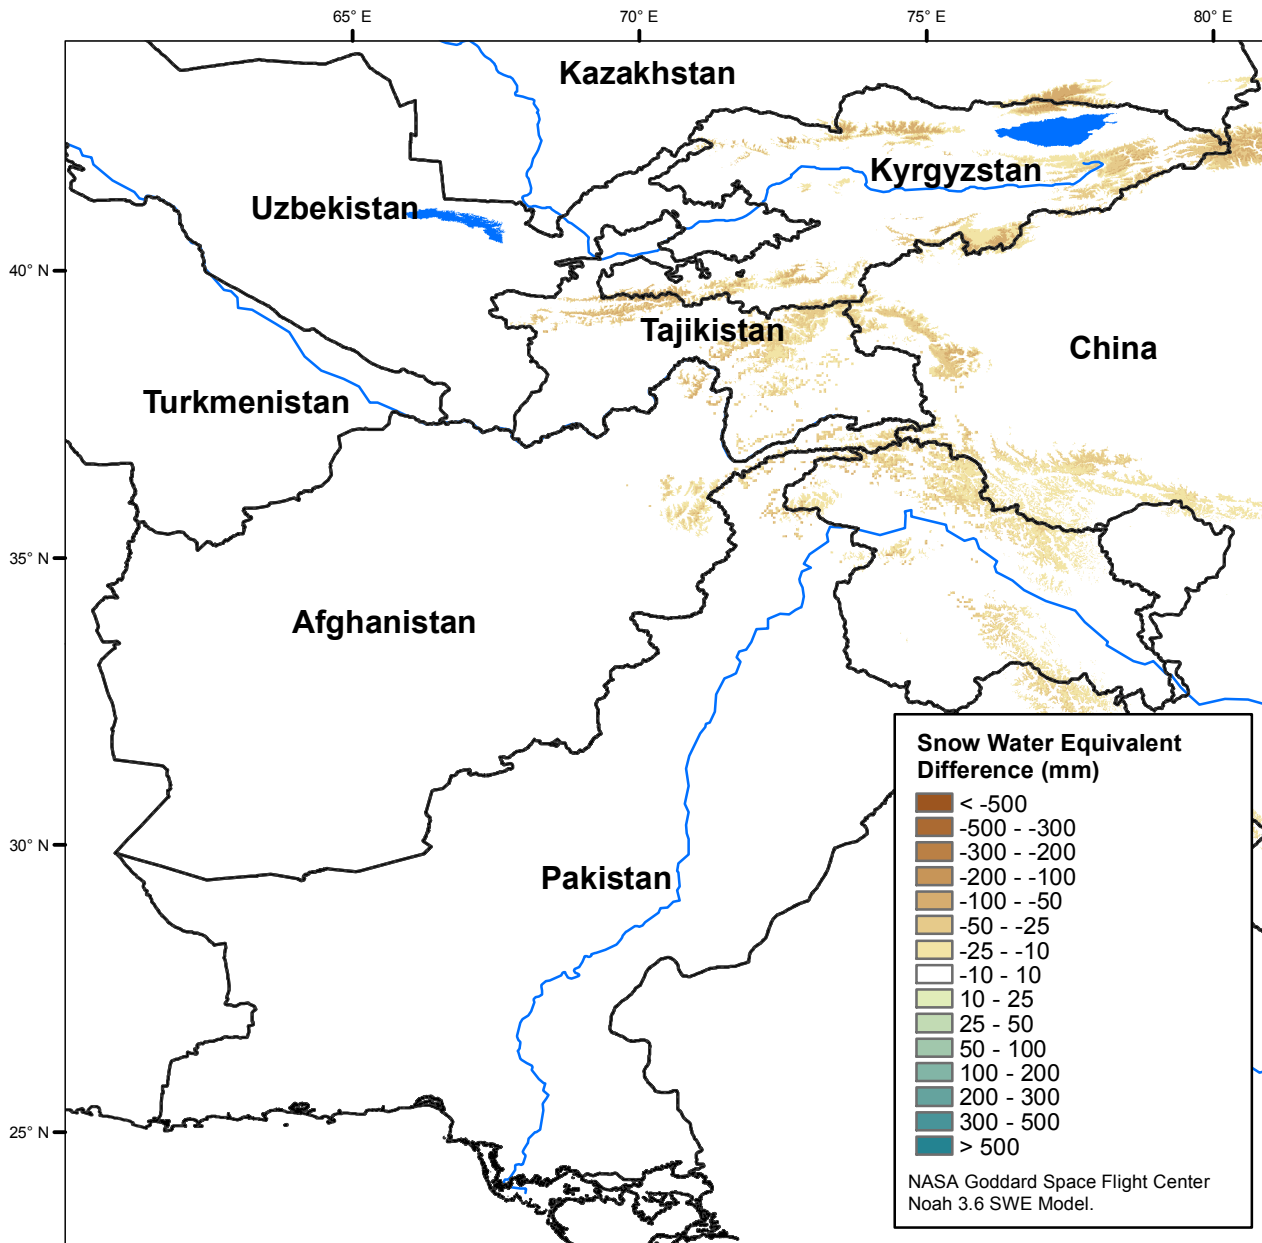 65° E
70° E
75° E
80° E
Kazakhstan
Kyrgyzstan
Uzbekistan
40° N
Tajikistan
China
Turkmenistan
35° N
Afghanistan
Snow Water Equivalent
Difference (mm)
< -500
-500 - -300
-300 - -200
-200 - -100
-100 - -50
-50 - -25
-25 - -10
-10 - 10
10 - 25
25 - 50
50 - 100
100 - 200
200 - 300
300 - 500
> 500
NASA Goddard Space Flight Center
Noah 3.6 SWE Model.
30° N
Pakistan
25° N